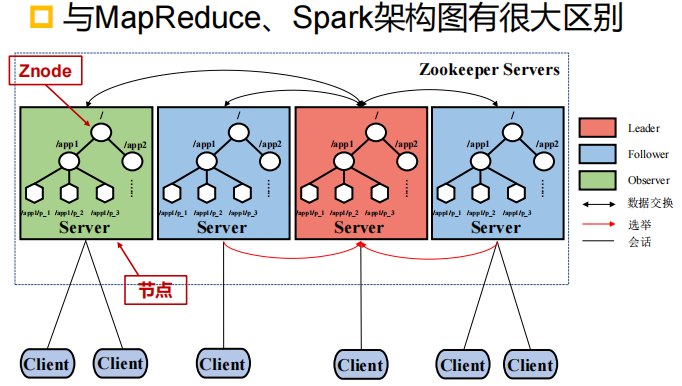 与MapReduce、Spark架构图有很大区别
Znode
Zookeeper Servers
/
/app1
/app2
/app1/p_1
/app1/p_2
/app1/p_3
Server
/
/app1
/app2
/app1/p_1
/app1/p_2
/app1/p_3
Server
/
/app1
/app2
/app1/p_1
/app1/p_2
/app1/p_3
Server
/
/app1
/app2
/app1/p_1
/app1/p_2
/app1/p_3
Server
Leader
Follower
Observer
数据交换
选举
会话
节点
Client
Client
Client
Client
Client
Client